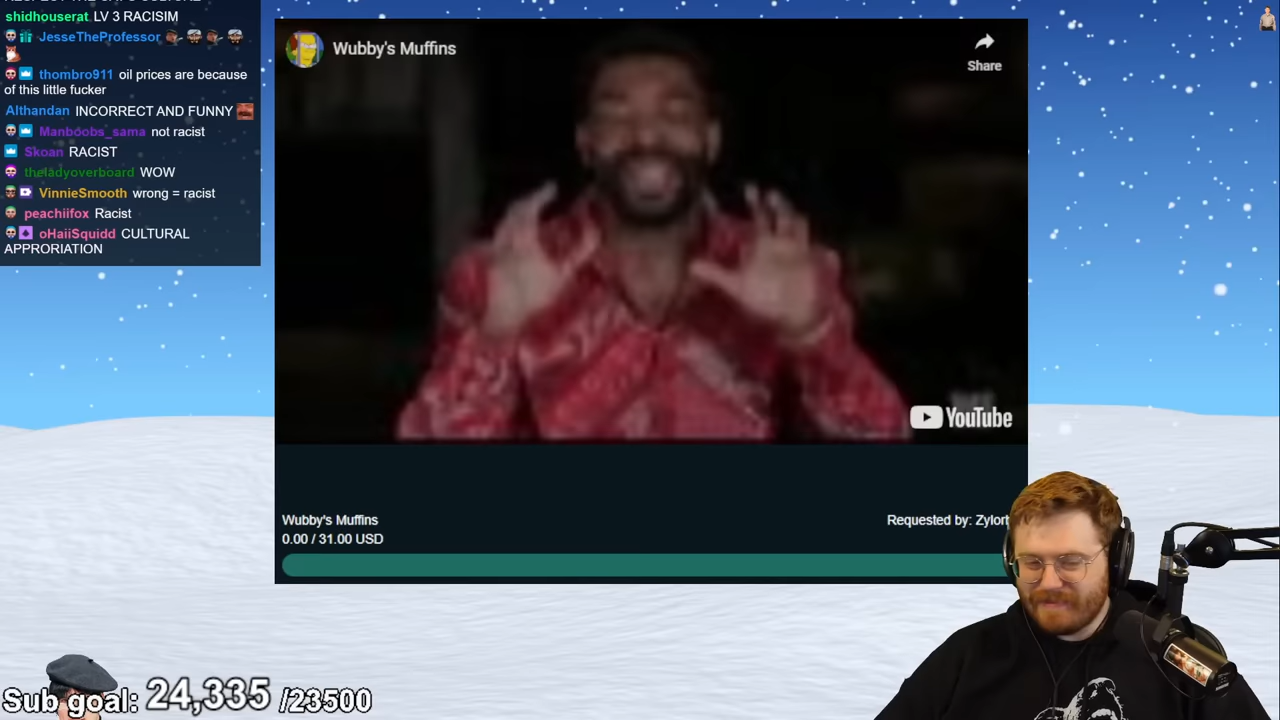 shidhouserat LV 3 RACISIM
JesseTheProfessor
thombro911 oil prices are because
of this little fucker
Althandan INCORRECT AND FUNNY
Manboobs_sama not racist
Skoan RACIST
theladyoverboard WOW
VinnieSmooth wrong = racist
peachiifox Racist
oHaiiSquidd CULTURAL
APPRORIATION
Wubby's Muffins
Share
YouTube
Wubby's Muffins
Requested by: Zylort
0.00 / 31.00 USD
Sub goal: 24,335 /23500